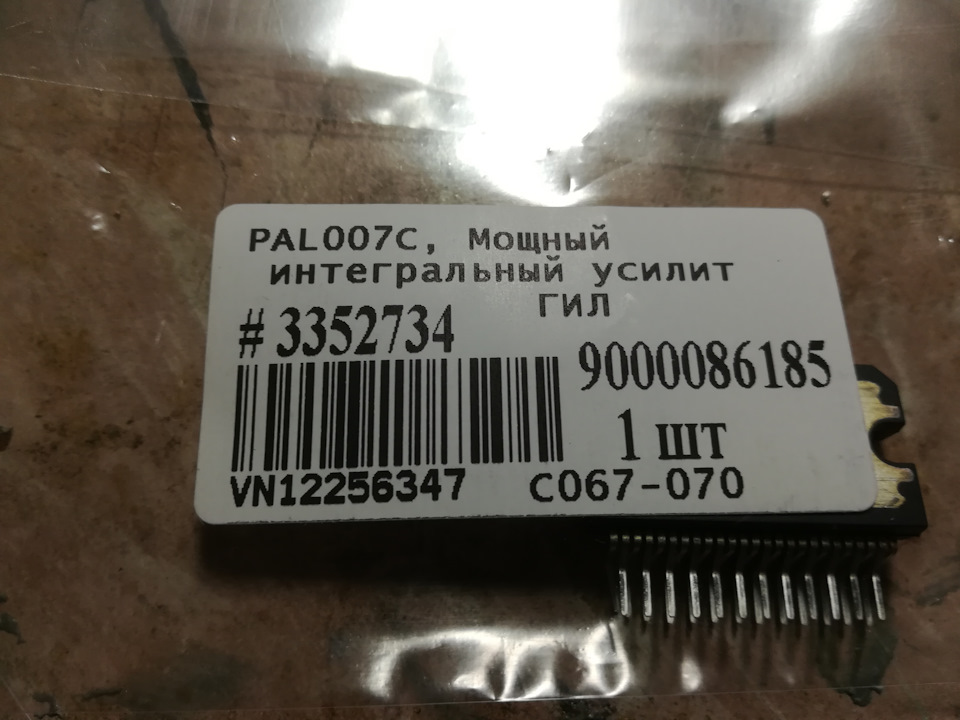 PAL007C, Мощный
интегральный усилит
ГИЛ
#3352734
9000086185
1 шт
VN12256347 C067-070